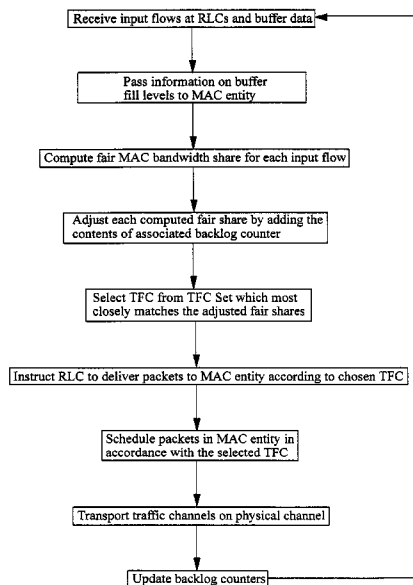 Receive input flows at RLCs and buffer data
Pass information on buffer
fill levels to MAC entity
Compute fair MAC bandwidth share for each input flow
Adjust each computed fair share by adding the
contents of associated backlog counter
Select TFC from TFC Set which most
closely matches the adjusted fair shares
Instruct RLC to deliver packets to MAC entity according to chosen TFC
Schedule packets in MAC entity in
accordance with the selected TFC
Transport traffic channels on physical channel
Update backlog counters